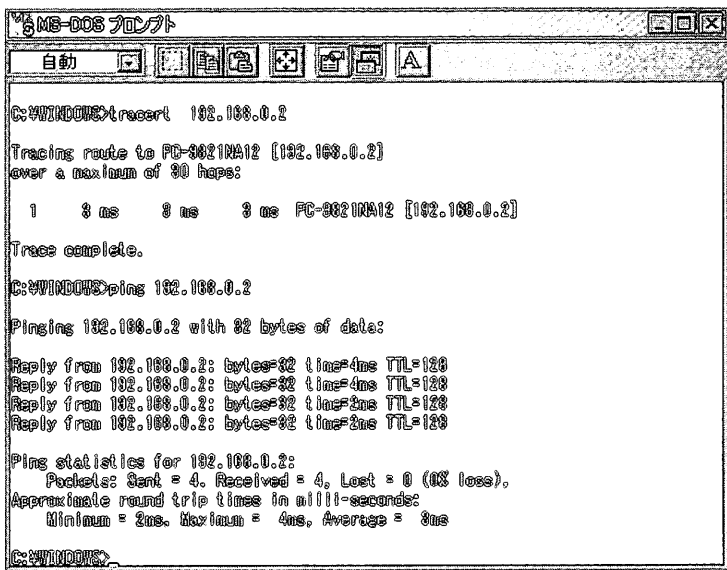 MS-DOS プロンプト
自動
A
C:¥WINDOWS>tracert 192.168.0.2
Tracing route to PC-9821NA12 [192.168.0.2]
over a maximum of 30 hops:
1 3 ms 3 ms 3 ms PC-9821NA12 [192.168.0.2]
Trace complete.
C:¥WINDOWS>ping 192.168.0.2
Pinging 192.168.0.2 with 32 bytes of data:
Reply from 192.168.0.2: bytes=32 time=4ms TTL=128
Reply from 192.168.0.2: bytes=32 time=4ms TTL=128
Reply from 192.168.0.2: bytes=32 time=2ms TTL=128
Reply from 192.168.0.2: bytes=32 time=2ms TTL=128
Ping statistics for 192.168.0.2:
Packets: Sent = 4, Received = 4, Lost = 0 (0% loss),
Approximate round trip times in milli-seconds:
Minimum = 2ms, Maximum = 4ms, Average = 3ms
C:¥WINDOWS>_